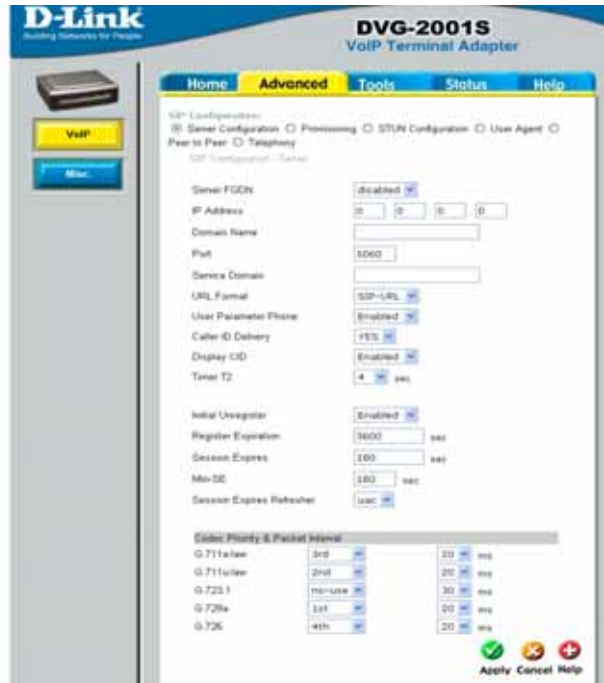 D-Link
Building Networks for People
DVG-2001S
VoIP Terminal Adapter
Home Advanced Tools Status Help
VoIP
Misc.
SIP Configuration:
Server Configuration Provisioning STUN Configuration User Agent
Peer to Peer Telephony
SIP Configuration - Server
Server FQDN disabled
IP Address 0 0 0 0
Domain Name
Port 5060
Service Domain
URL Format SIP-URL
User Parameter Phone Enabled
Caller ID Delivery YES
Display CID Enabled
Timer T2 4 sec
Initial Unregister Enabled
Register Expiration 3600 sec
Session Expires 180 sec
Min-SE 180 sec
Session Expires Refresher uac
Codec Priority & Packet Interval
G.711a-law 3rd 20 ms
G.711u-law 2nd 20 ms
G.723.1 no-use 30 ms
G.729a 1st 20 ms
G.726 4th 20 ms
Apply Cancel Help